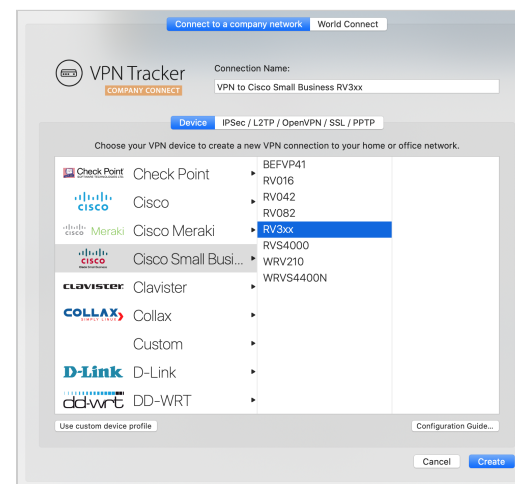 Connect to a company network World Connect
VPN Tracker
COMPANY CONNECT
Connection Name:
VPN to Cisco Small Business RV3xx
Device IPSec / L2TP / OpenVPN / SSL / PPTP
Choose your VPN device to create a new VPN connection to your home or office network.
Check Point Check Point
CISCO Cisco
Meraki Cisco Meraki
CISCO Cisco Small Busi...
CLAVISTER Clavister
COLLAX Collax
SIMPLY LINUX
Custom
D-Link D-Link
dd-wrt DD-WRT
BEFVP41
RV016
RV042
RV082
RV3xx
RVS4000
WRV210
WRVS4400N
Use custom device profile
Configuration Guide...
Cancel Create